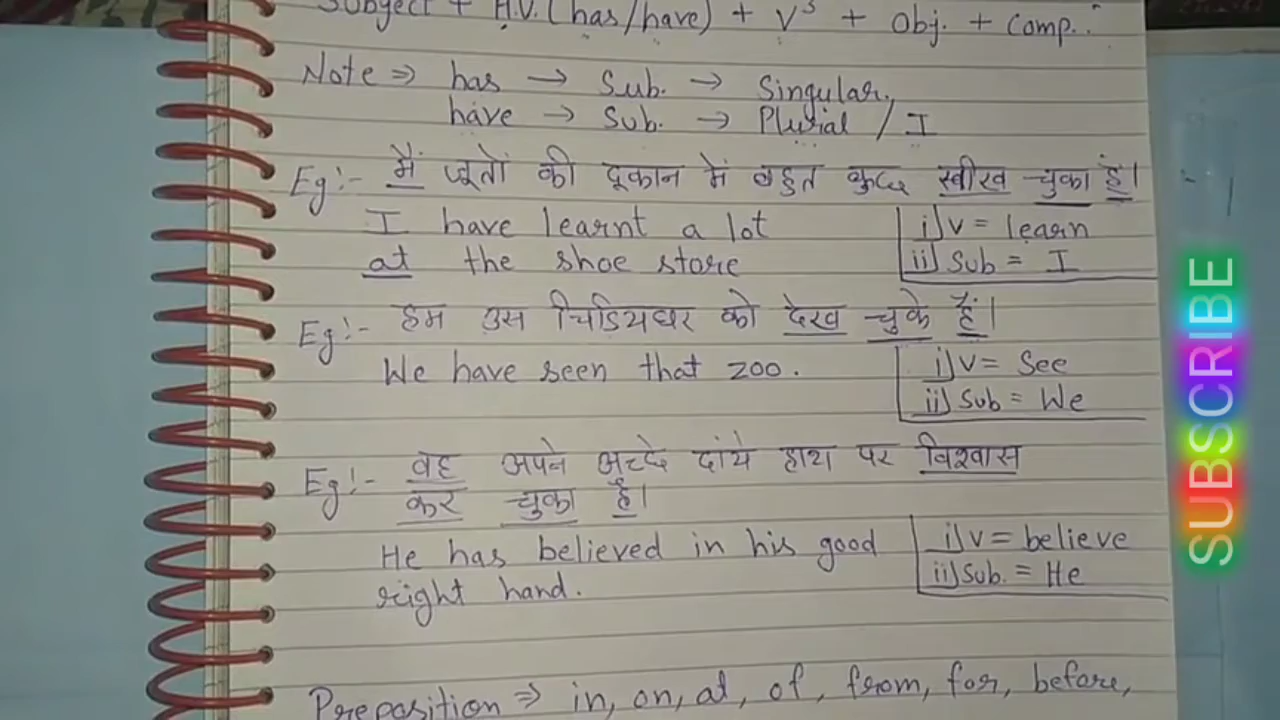 Subject + H.V. (has/have) + V³ + Obj. + Comp..
Note ⇒ has → Sub. → Singular,
have → Sub. → Plurial / I
Eg:- मैं जूतों की दूकान में बहुत कुछ सीख चुका हूं।
I have learnt a lot
i) V = learn
at the shoe store
ii) Sub = I
Eg:- हम उस चिडियघर को देख चुके हैं।
We have seen that zoo.
i) V = See
ii) Sub = We
Eg:- वह अपने अच्दे दांये हाथ पर विश्वास
कर चुका है।
He has believed in his good
i) V = believe
right hand.
ii) Sub. = He
Preposition ⇒ in, on, at, of, from, for, before,
SUBSCRIBE